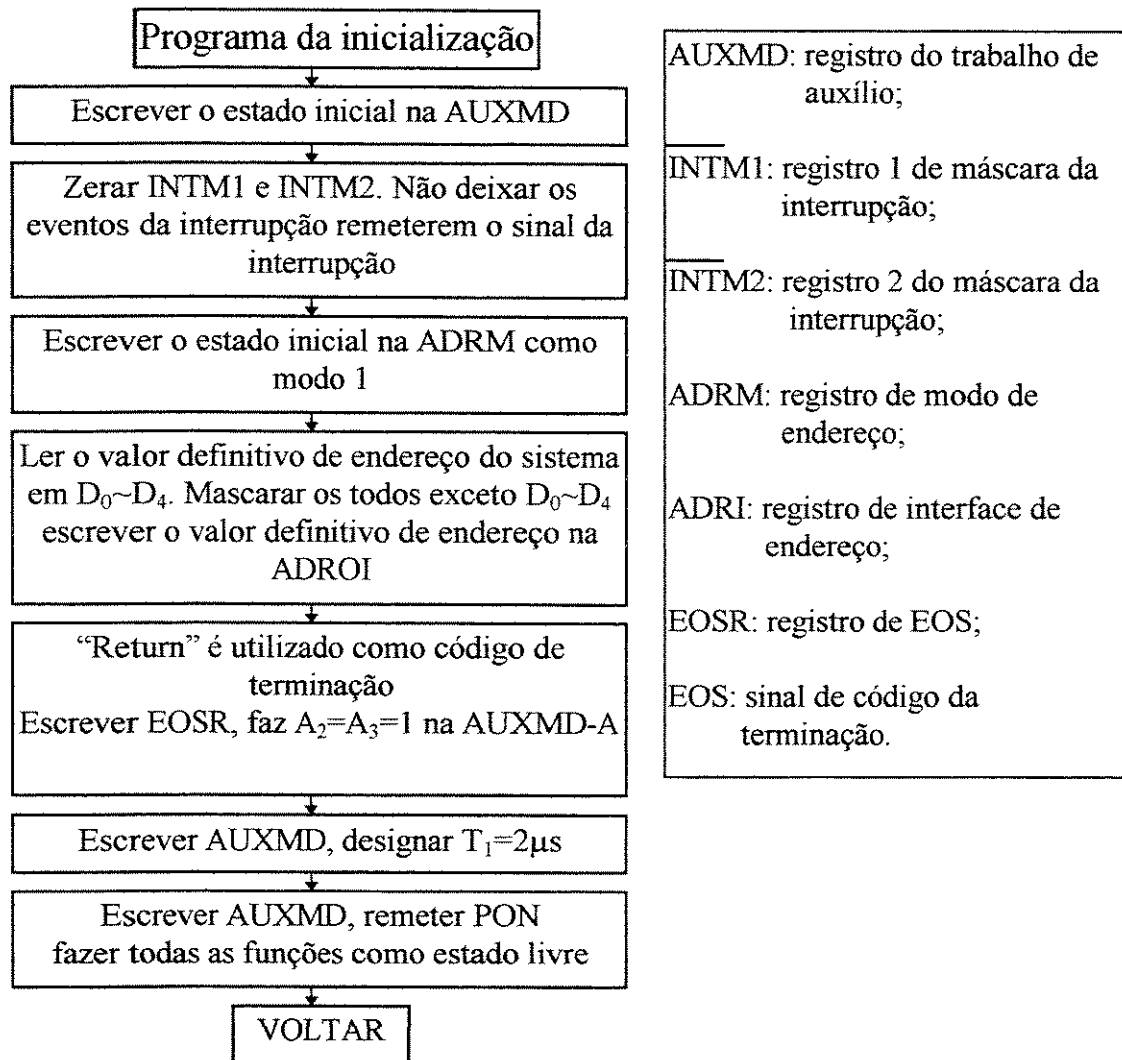 Programa da inicialização
Escrever o estado inicial na AUXMD
Zerar INTM1 e INTM2. Não deixar os
eventos da interrupção remeterem o sinal da
interrupção
Escrever o estado inicial na ADRM como
modo 1
Ler o valor definitivo de endereço do sistema
em D₀~D₄. Mascarar os todos exceto D₀~D₄
escrever o valor definitivo de endereço na
ADROI
“Return” é utilizado como código de
terminação
Escrever EOSR, faz A₂=A₃=1 na AUXMD-A
Escrever AUXMD, designar T₁=2μs
Escrever AUXMD, remeter PON
fazer todas as funções como estado livre
VOLTAR
AUXMD: registro do trabalho de
auxílio;
INTM1: registro 1 de máscara da
interrupção;
INTM2: registro 2 do máscara da
interrupção;
ADRM: registro de modo de
endereço;
ADRI: registro de interface de
endereço;
EOSR: registro de EOS;
EOS: sinal de código da
terminação.